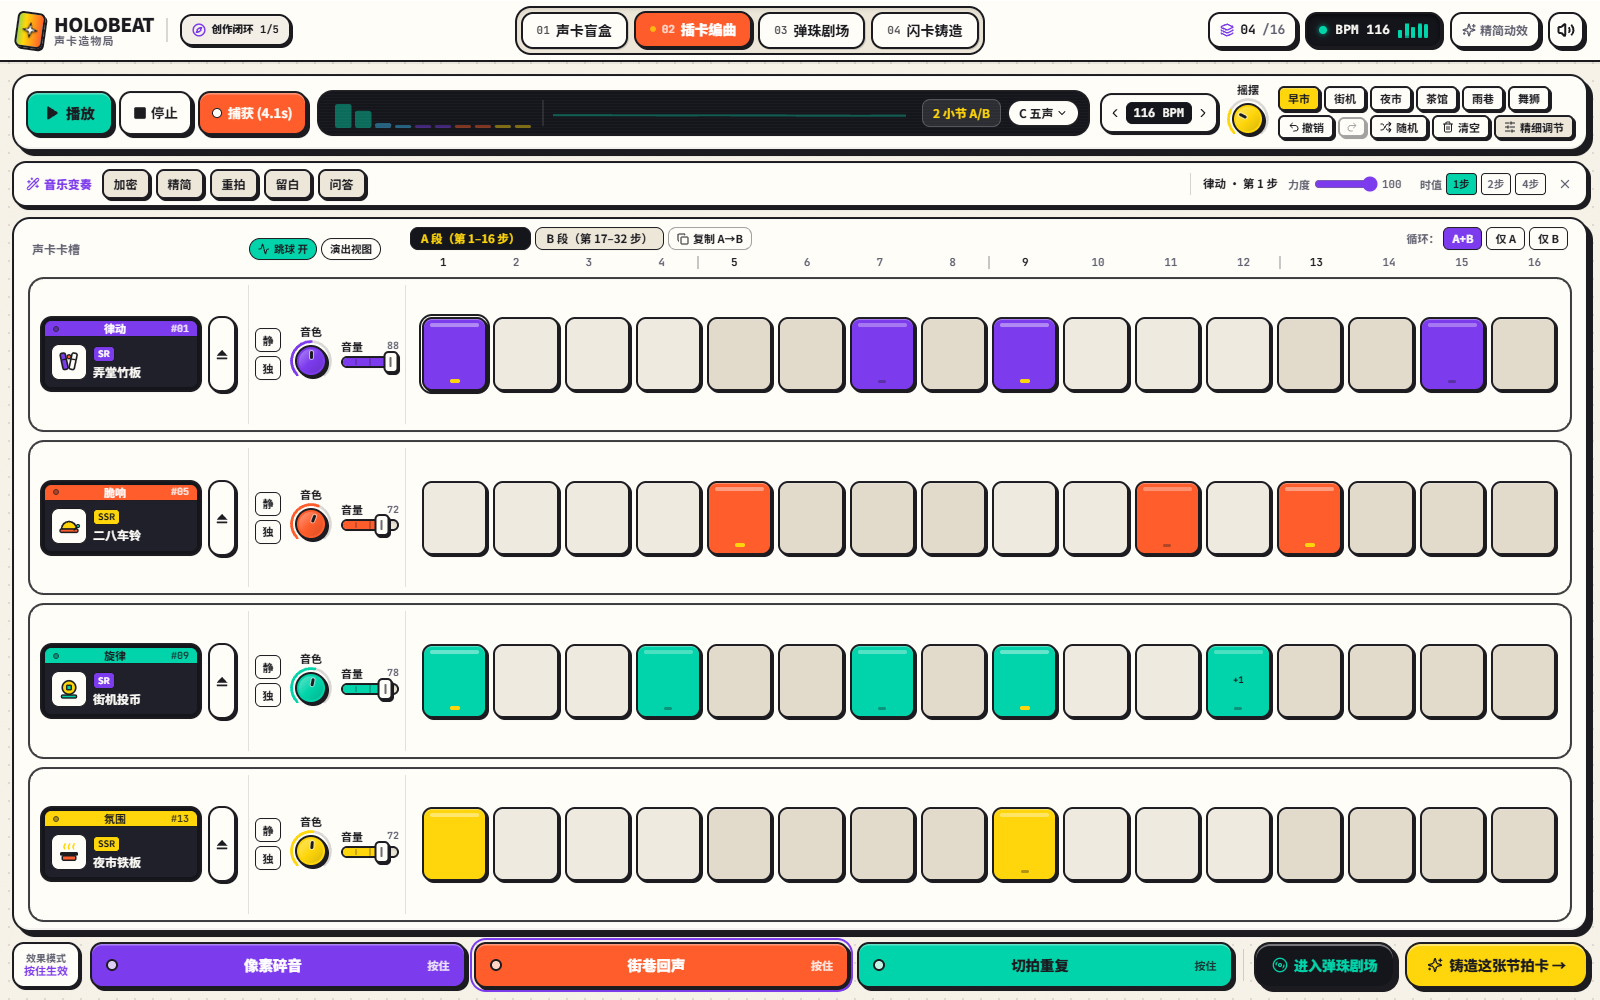 HOLOBEAT
声卡造物局
创作闭环 1/5
01 声卡盲盒
02 插卡编曲
03 弹珠剧场
04 闪卡铸造
04 /16
BPM 116
精简动效
播放
停止
捕获 (4.1s)
2 小节 A/B
C 五声
116 BPM
摇摆
早市
街机
夜市
茶馆
雨巷
舞狮
撤销
随机
清空
精细调节
音乐变奏
加密
精简
重拍
留白
问答
律动 · 第 1 步
力度
100
时值
1步
2步
4步
声卡卡槽
跳球 开
演出视图
A 段（第 1–16 步）
B 段（第 17–32 步）
复制 A→B
循环:
A+B
仅 A
仅 B
1 2 3 4 5 6 7 8 9 10 11 12 13 14 15 16
律动 #01
SR
弄堂竹板
静
独
音色
音量 88
脆响 #05
SSR
二八车铃
静
独
音色
音量 72
旋律 #09
SR
街机投币
静
独
音色
音量 78
+1
氛围 #13
SSR
夜市铁板
静
独
音色
音量 72
效果模式
按住生效
像素碎音 按住
街巷回声 按住
切拍重复 按住
进入弹珠剧场
铸造这张节拍卡 →